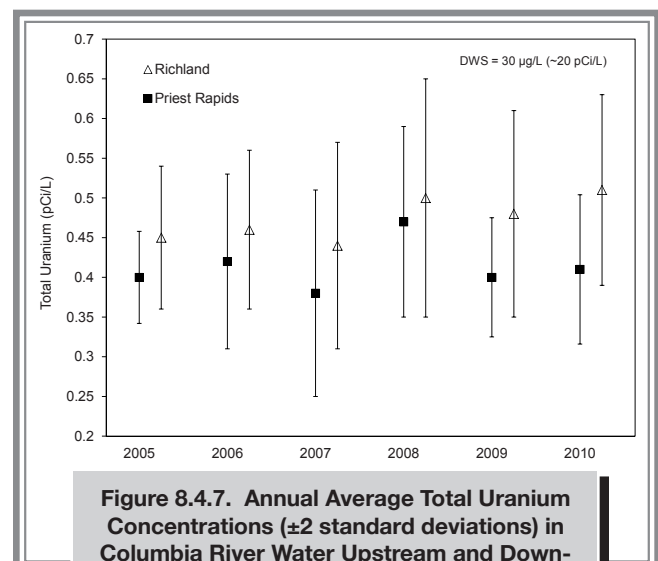 0.7
0.65
0.6
0.55
0.5
0.45
0.4
0.35
0.3
0.25
0.2
Total Uranium (pCi/L)
Richland
Priest Rapids
DWS = 30 µg/L (~20 pCi/L)
2005 2006 2007 2008 2009 2010
Figure 8.4.7. Annual Average Total Uranium
Concentrations (±2 standard deviations) in
Columbia River Water Upstream and Down-